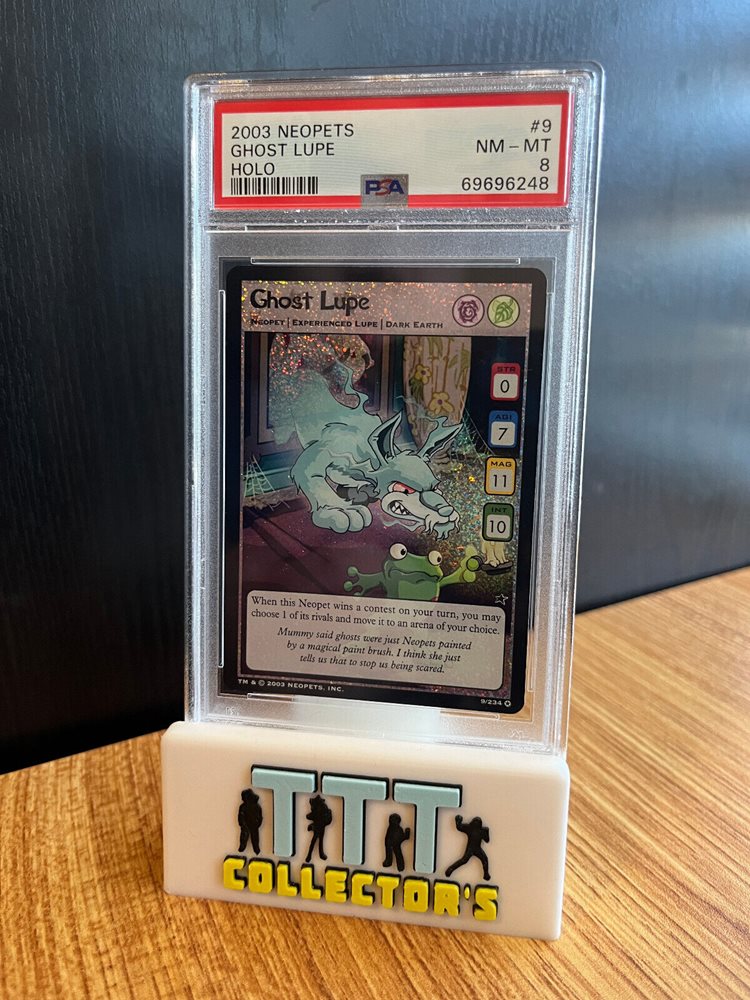 2003 NEOPETS #9
GHOST LUPE NM - MT
HOLO 8
PSA 69696248
Ghost Lupe
NEOPET | EXPERIENCED LUPE | DARK EARTH
STR
0
AGI
7
MAG
11
INT
10
When this Neopet wins a contest on your turn, you may
choose 1 of its rivals and move it to an arena of your choice.
Mummy said ghosts were just Neopets painted
by a magical paint brush. I think she just
tells us that to stop us being scared.
TM & © 2003 NEOPETS, INC.
9/234
TTT
COLLECTOR'S